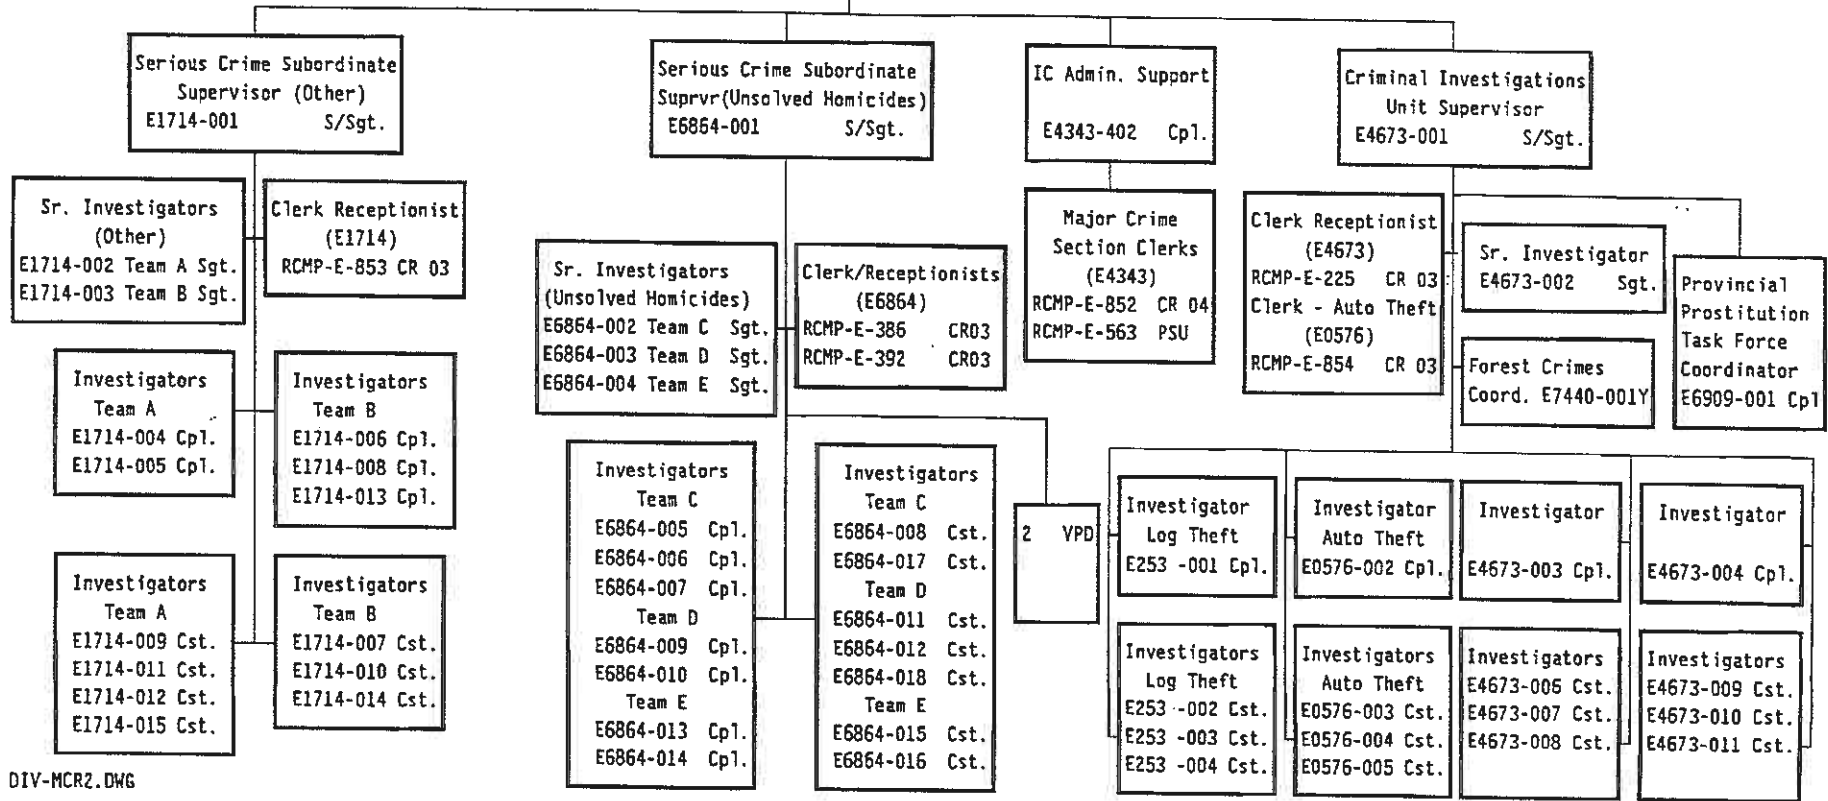 Serious Crime Subordinate
Supervisor (Other)
E1714-001 S/Sgt.
Serious Crime Subordinate
Suprvr(Unsolved Homicides)
E6864-001 S/Sgt.
IC Admin. Support
E4343-402 Cpl.
Criminal Investigations
Unit Supervisor
E4673-001 S/Sgt.
Sr. Investigators
(Other)
E1714-002 Team A Sgt.
E1714-003 Team B Sgt.
Clerk Receptionist
(E1714)
RCMP-E-853 CR 03
Sr. Investigators
(Unsolved Homicides)
E6864-002 Team C Sgt.
E6864-003 Team D Sgt.
E6864-004 Team E Sgt.
Clerk/Receptionists
(E6864)
RCMP-E-386 CR03
RCMP-E-392 CR03
Major Crime
Section Clerks
(E4343)
RCMP-E-852 CR 04
RCMP-E-563 PSU
Clerk Receptionist
(E4673)
RCMP-E-225 CR 03
Clerk - Auto Theft
(E0576)
RCMP-E-854 CR 03
Sr. Investigator
E4673-002 Sgt.
Forest Crimes
Coord. E7440-001Y
Provincial
Prostitution
Task Force
Coordinator
E6909-001 Cpl
Investigators
Team A
E1714-004 Cpl.
E1714-005 Cpl.
Investigators
Team B
E1714-006 Cpl.
E1714-008 Cpl.
E1714-013 Cpl.
Investigators
Team A
E1714-009 Cst.
E1714-011 Cst.
E1714-012 Cst.
E1714-015 Cst.
Investigators
Team B
E1714-007 Cst.
E1714-010 Cst.
E1714-014 Cst.
Investigators
Team C
E6864-005 Cpl.
E6864-006 Cpl.
E6864-007 Cpl.
Team D
E6864-009 Cpl.
E6864-010 Cpl.
Team E
E6864-013 Cpl.
E6864-014 Cpl.
Investigators
Team C
E6864-008 Cst.
E6864-017 Cst.
Team D
E6864-011 Cst.
E6864-012 Cst.
E6864-018 Cst.
Team E
E6864-015 Cst.
E6864-016 Cst.
2 VPD
Investigator
Log Theft
E253 -001 Cpl.
Investigator
Auto Theft
E0576-002 Cpl.
Investigator
E4673-003 Cpl.
Investigator
E4673-004 Cpl.
Investigators
Log Theft
E253 -002 Cst.
E253 -003 Cst.
E253 -004 Cst.
Investigators
Auto Theft
E0576-003 Cst.
E0576-004 Cst.
E0576-005 Cst.
Investigators
E4673-006 Cst.
E4673-007 Cst.
E4673-008 Cst.
Investigators
E4673-009 Cst.
E4673-010 Cst.
E4673-011 Cst.
DIV-MCR2.DWG